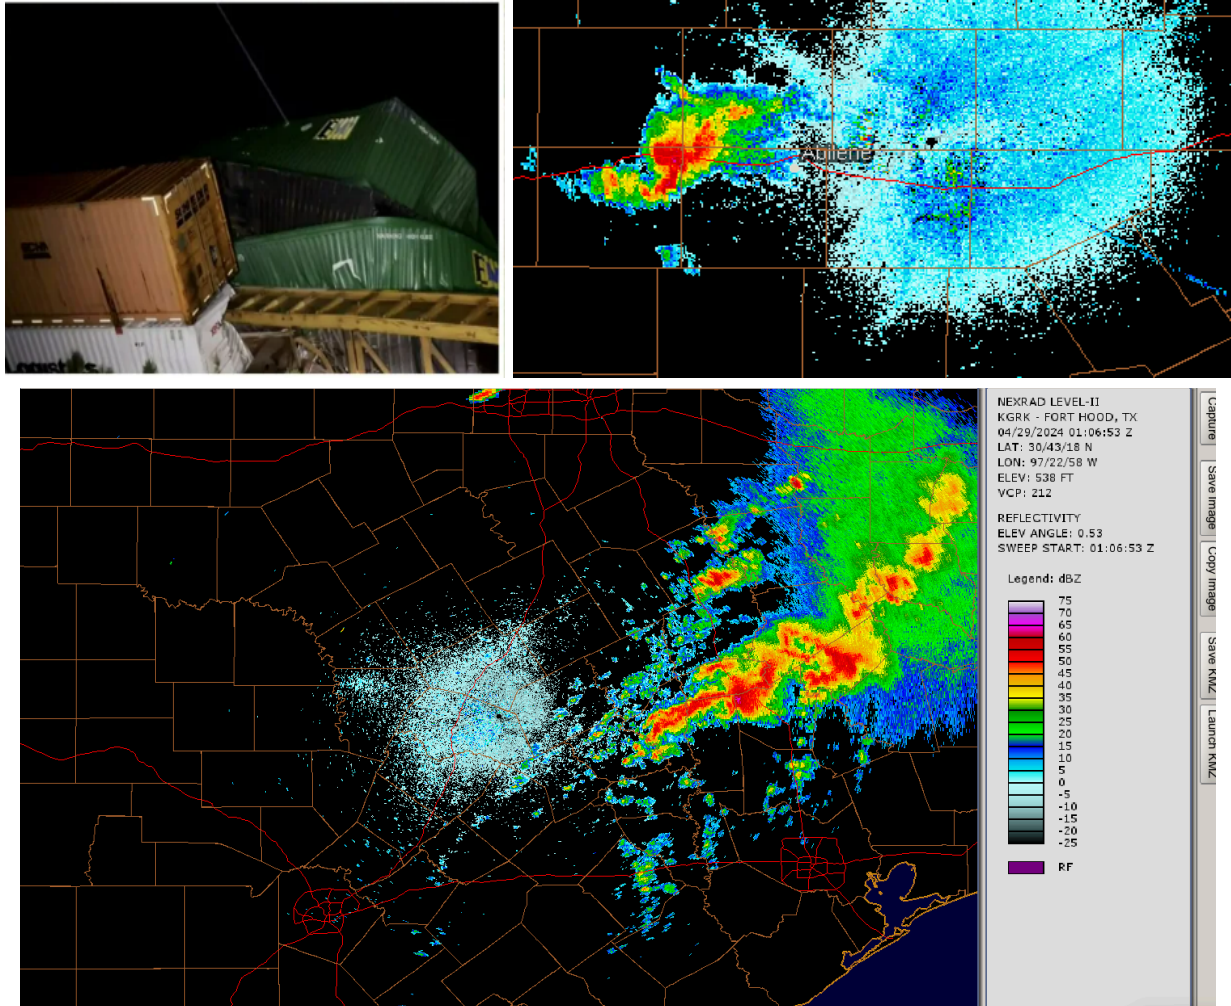 Abilene
NEXRAD LEVEL-II
KGRK - FORT HOOD, TX
04/29/2024 01:06:53 Z
LAT: 30/43/18 N
LON: 97/22/58 W
ELEV: 538 FT
VCP: 212
REFLECTIVITY
ELEV ANGLE: 0.53
SWEEP START: 01:06:53 Z
Legend: dBZ
75
70
65
60
55
50
45
40
35
30
25
20
15
10
5
0
-5
-10
-15
-20
-25
RF
Capture
Save Image
Copy Image
Save KMZ
Launch KMZ